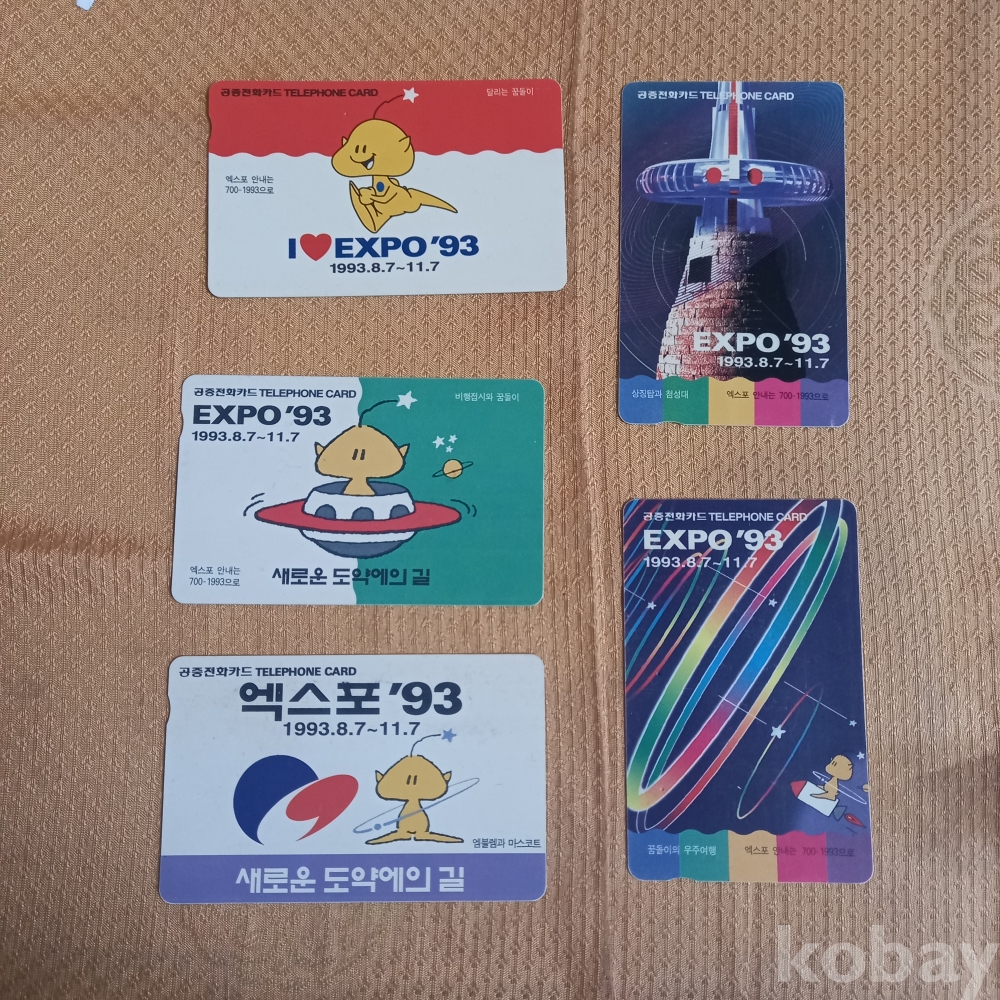 공중전화카드 TELEPHONE CARD
달리는 꿈돌이
엑스포 안내는
700-1993으로
I ♥ EXPO '93
1993.8.7~11.7
공중전화카드 TELEPHONE CARD
EXPO '93
1993.8.7~11.7
비행접시와 꿈돌이
엑스포 안내는
700-1993으로
새로운 도약에의 길
공중전화카드 TELEPHONE CARD
엑스포 '93
1993.8.7~11.7
엠블렘과 마스코트
새로운 도약에의 길
공중전화카드 TELEPHONE CARD
EXPO '93
1993.8.7~11.7
상징탑과 첨성대
엑스포 안내는 700-1993으로
공중전화카드 TELEPHONE CARD
EXPO '93
1993.8.7~11.7
꿈돌이의 우주여행
엑스포 안내는 700-1993으로
kobay